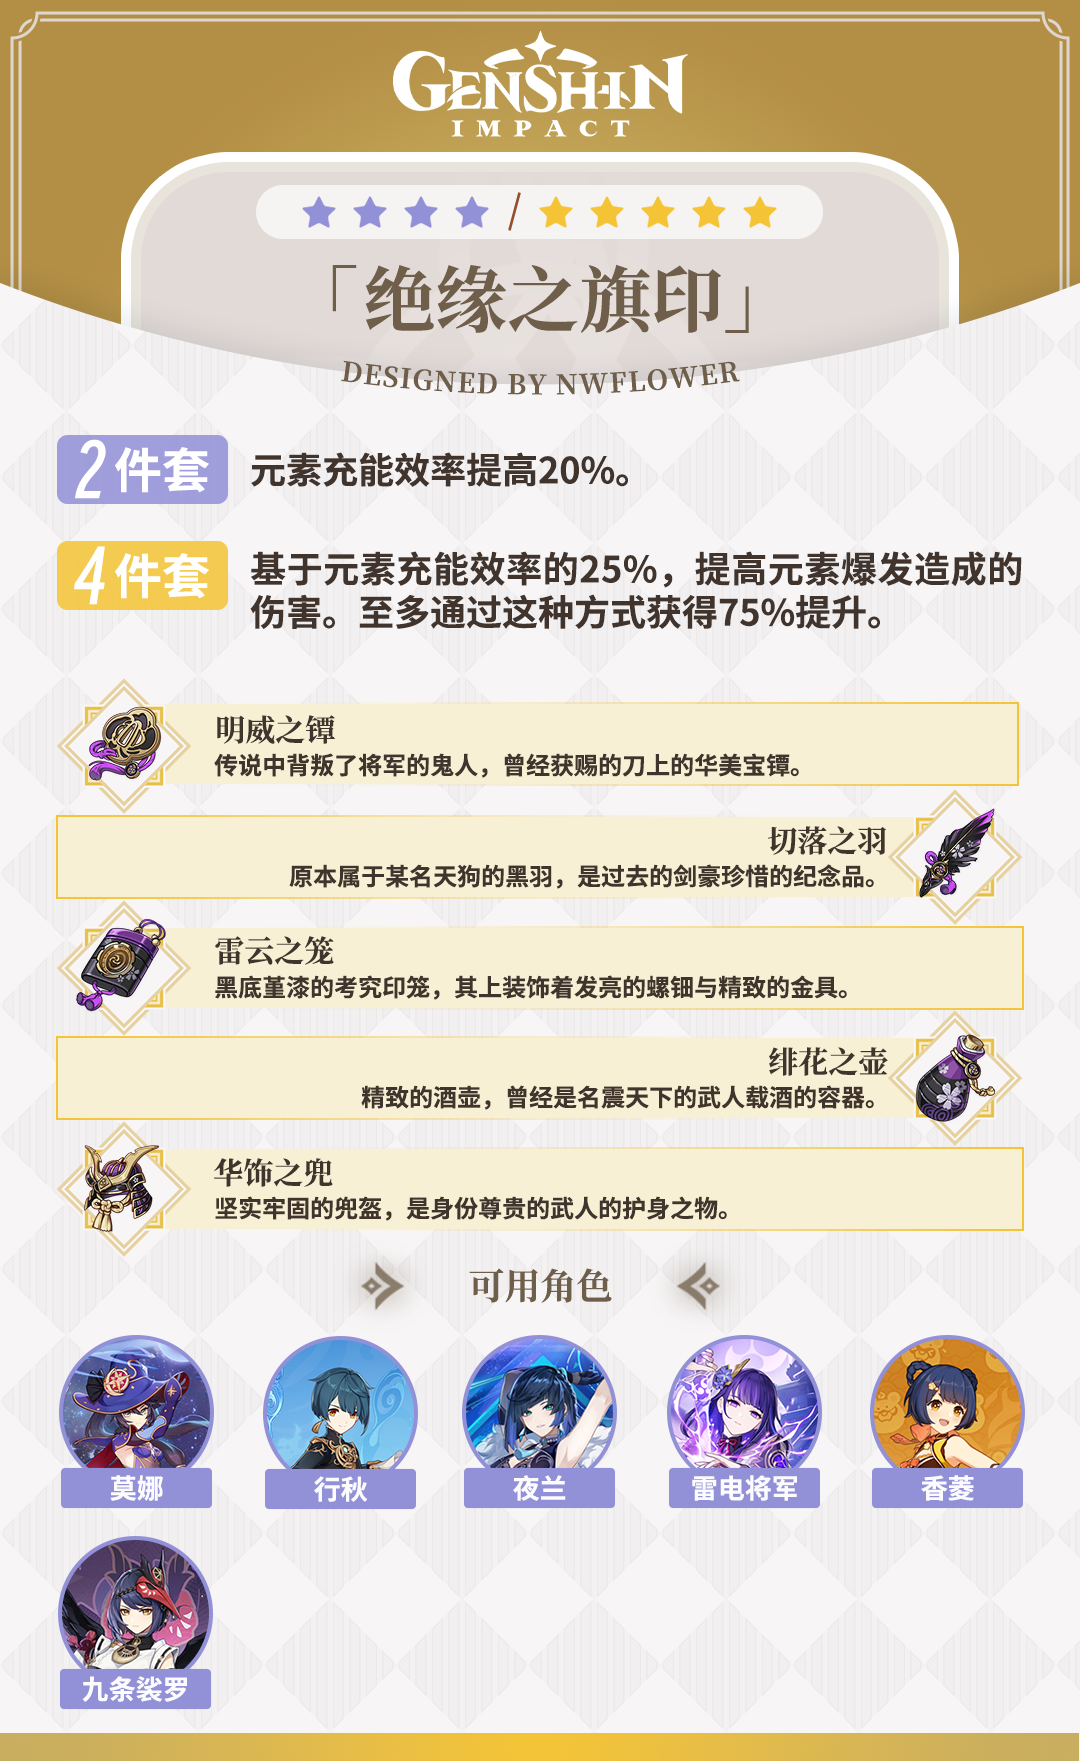 GENSHIN
IMPACT
「绝缘之旗印」
DESIGNED BY NWFLOWER
2件套
元素充能效率提高20%。
4件套
基于元素充能效率的25%，提高元素爆发造成的
伤害。至多通过这种方式获得75%提升。
明威之镡
传说中背叛了将军的鬼人，曾经获赐的刀上的华美宝镡。
切落之羽
原本属于某名天狗的黑羽，是过去的剑豪珍惜的纪念品。
雷云之笼
黑底堇漆的考究印笼，其上装饰着发亮的螺钿与精致的金具。
绯花之壶
精致的酒壶，曾经是名震天下的武人载酒的容器。
华饰之兜
坚实牢固的兜盔，是身份尊贵的武人的护身之物。
可用角色
莫娜
行秋
夜兰
雷电将军
香菱
九条裟罗